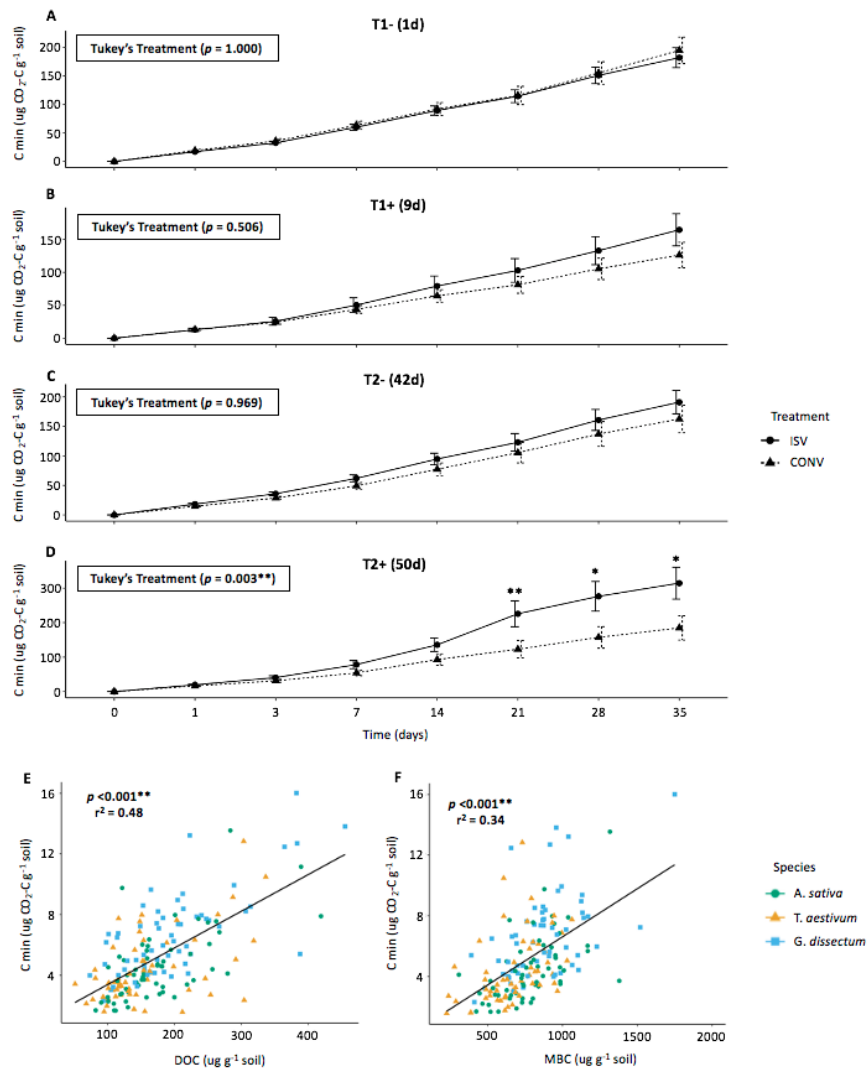 A
T1- (1d)
Tukey's Treatment (p = 1.000)
C min (ug CO2-C g-1 soil)
200
150
100
50
0
B
T1+ (9d)
Tukey's Treatment (p = 0.506)
C min (ug CO2-C g-1 soil)
150
100
50
0
C
T2- (42d)
Tukey's Treatment (p = 0.969)
C min (ug CO2-C g-1 soil)
200
150
100
50
0
Treatment
ISV
CONV
D
T2+ (50d)
Tukey's Treatment (p = 0.003**)
** * *
C min (ug CO2-C g-1 soil)
300
200
100
0
0 1 3 7 14 21 28 35
Time (days)
E
p <0.001**
r2 = 0.48
C min (ug CO2-C g-1 soil)
16
12
8
4
100 200 300 400
DOC (ug g-1 soil)
F
p <0.001**
r2 = 0.34
C min (ug CO2-C g-1 soil)
16
12
8
4
500 1000 1500 2000
MBC (ug g-1 soil)
Species
A. sativa
T. aestivum
G. dissectum